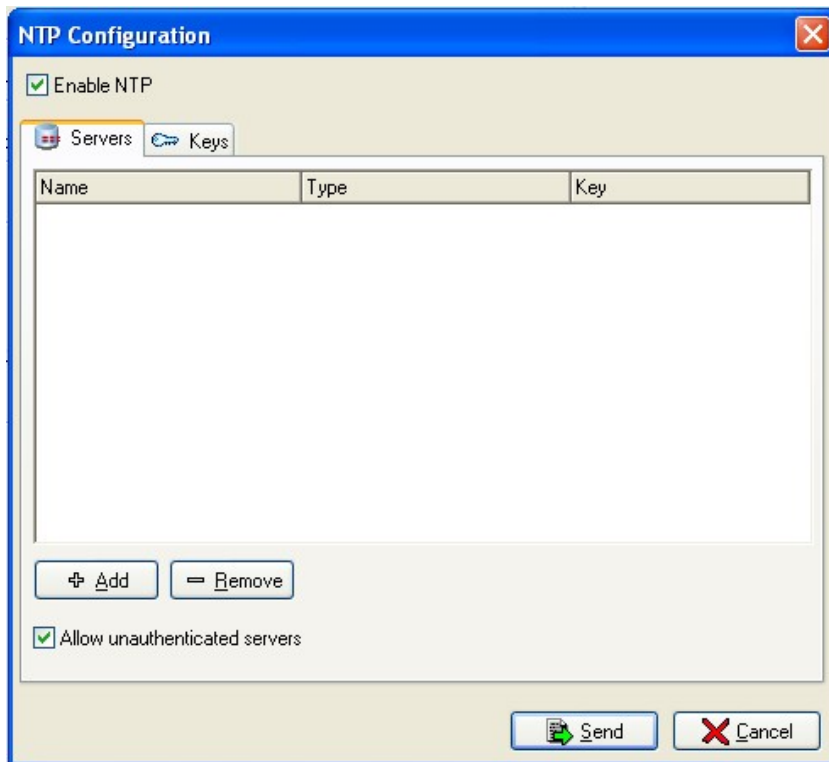 NTP Configuration
Enable NTP
Servers Keys
Name Type Key
Add Remove
Allow unauthenticated servers
Send Cancel